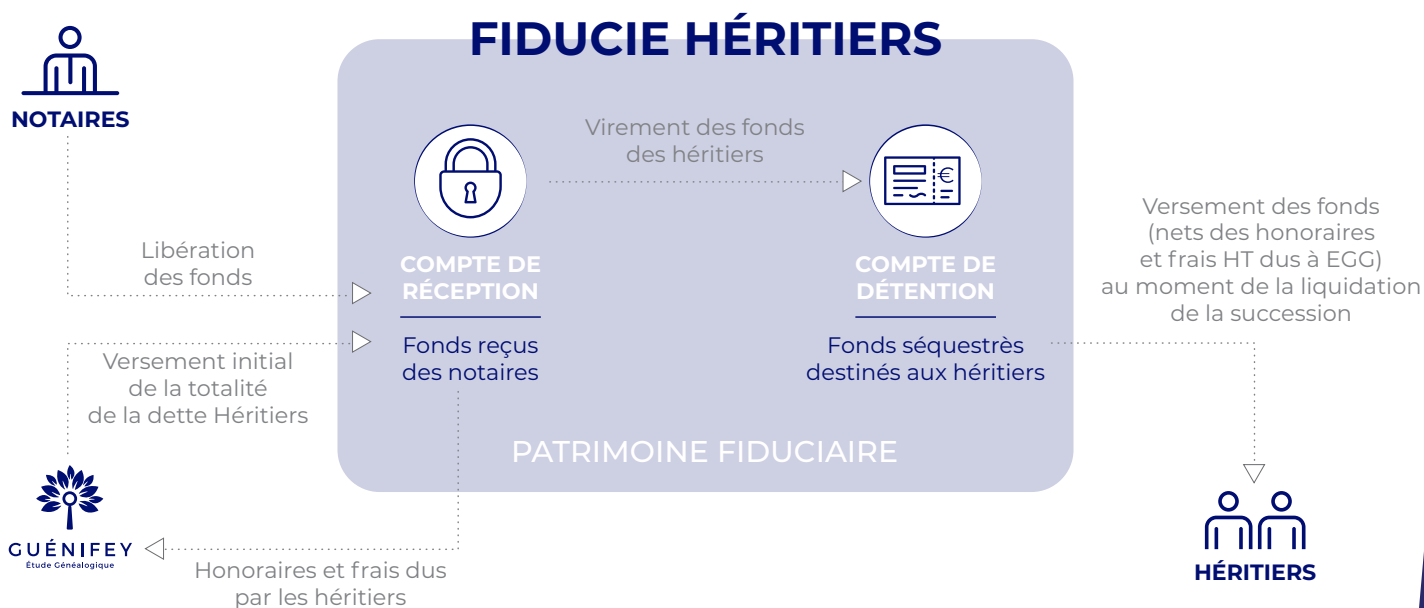 FIDUCIE HÉRITIERS
NOTAIRES
Libération
des fonds
Versement initial
de la totalité
de la dette Héritiers
GUÉNIFEY
Étude Généalogique
Honoraires et frais dus
par les héritiers
COMPTE DE
RÉCEPTION
Fonds reçus
des notaires
Virement des fonds
des héritiers
€
COMPTE DE
DÉTENTION
Fonds séquestrès
destinés aux héritiers
PATRIMOINE FIDUCIAIRE
Versement des fonds
(nets des honoraires
et frais HT dus à EGG)
au moment de la liquidation
de la succession
HÉRITIERS